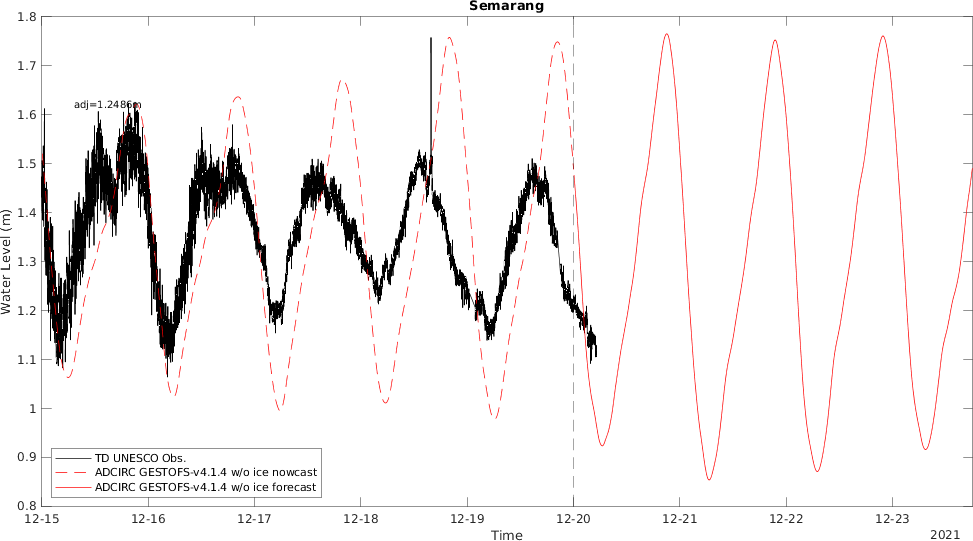 Semarang
1.8
1.7
1.6
1.5
1.4
1.3
1.2
1.1
1
0.9
0.8
Water Level (m)
adj=1.2486m
TD UNESCO Obs.
ADCIRC GESTOFS-v4.1.4 w/o ice nowcast
ADCIRC GESTOFS-v4.1.4 w/o ice forecast
12-15 12-16 12-17 12-18 12-19 12-20 12-21 12-22 12-23
Time
2021